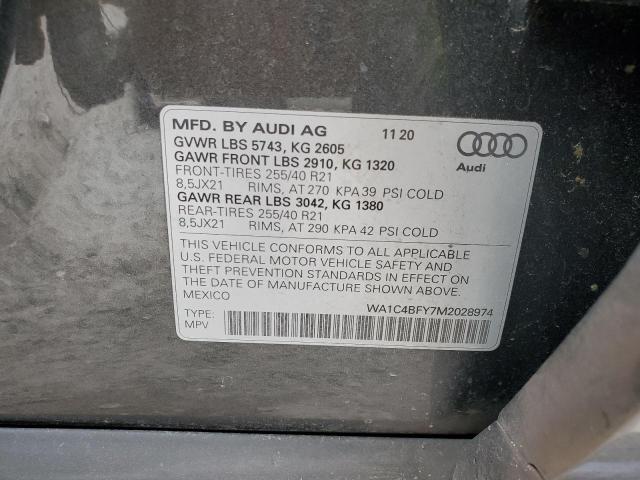 MFD. BY AUDI AG 11 20
GVWR LBS 5743, KG 2605
GAWR FRONT LBS 2910, KG 1320
FRONT-TIRES 255/40 R21
8,5JX21 RIMS, AT 270 KPA 39 PSI COLD
GAWR REAR LBS 3042, KG 1380
REAR-TIRES 255/40 R21
8,5JX21 RIMS, AT 290 KPA 42 PSI COLD
Audi
THIS VEHICLE CONFORMS TO ALL APPLICABLE
U.S. FEDERAL MOTOR VEHICLE SAFETY AND
THEFT PREVENTION STANDARDS IN EFFECT ON
THE DATE OF MANUFACTURE SHOWN ABOVE.
MEXICO
WA1C4BFY7M2028974
TYPE:
MPV